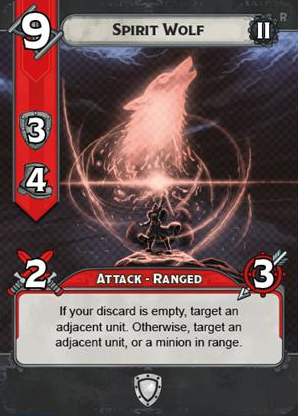 9
SPIRIT WOLF
II
R
3
4
2
ATTACK - RANGED
3
If your discard is empty, target an
adjacent unit. Otherwise, target an
adjacent unit, or a minion in range.